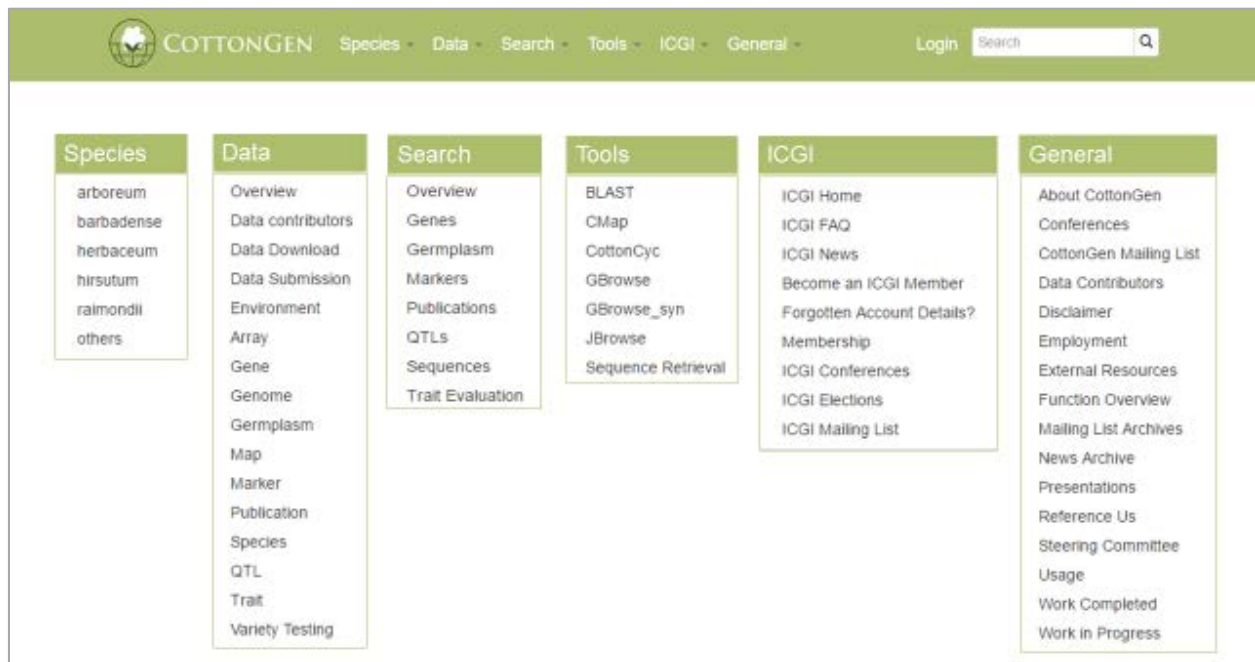 COTTONGEN Species Data Search Tools ICGI General Login Search
Species
arboreum
barbadense
herbaceum
hirsutum
raimondii
others
Data
Overview
Data contributors
Data Download
Data Submission
Environment
Array
Gene
Genome
Germplasm
Map
Marker
Publication
Species
QTL
Trait
Variety Testing
Search
Overview
Genes
Germplasm
Markers
Publications
QTLs
Sequences
Trait Evaluation
Tools
BLAST
CMap
CottonCyc
GBrowse
GBrowse_syn
JBrowse
Sequence Retrieval
ICGI
ICGI Home
ICGI FAQ
ICGI News
Become an ICGI Member
Forgotten Account Details?
Membership
ICGI Conferences
ICGI Elections
ICGI Mailing List
General
About CottonGen
Conferences
CottonGen Mailing List
Data Contributors
Disclaimer
Employment
External Resources
Function Overview
Mailing List Archives
News Archive
Presentations
Reference Us
Steering Committee
Usage
Work Completed
Work in Progress